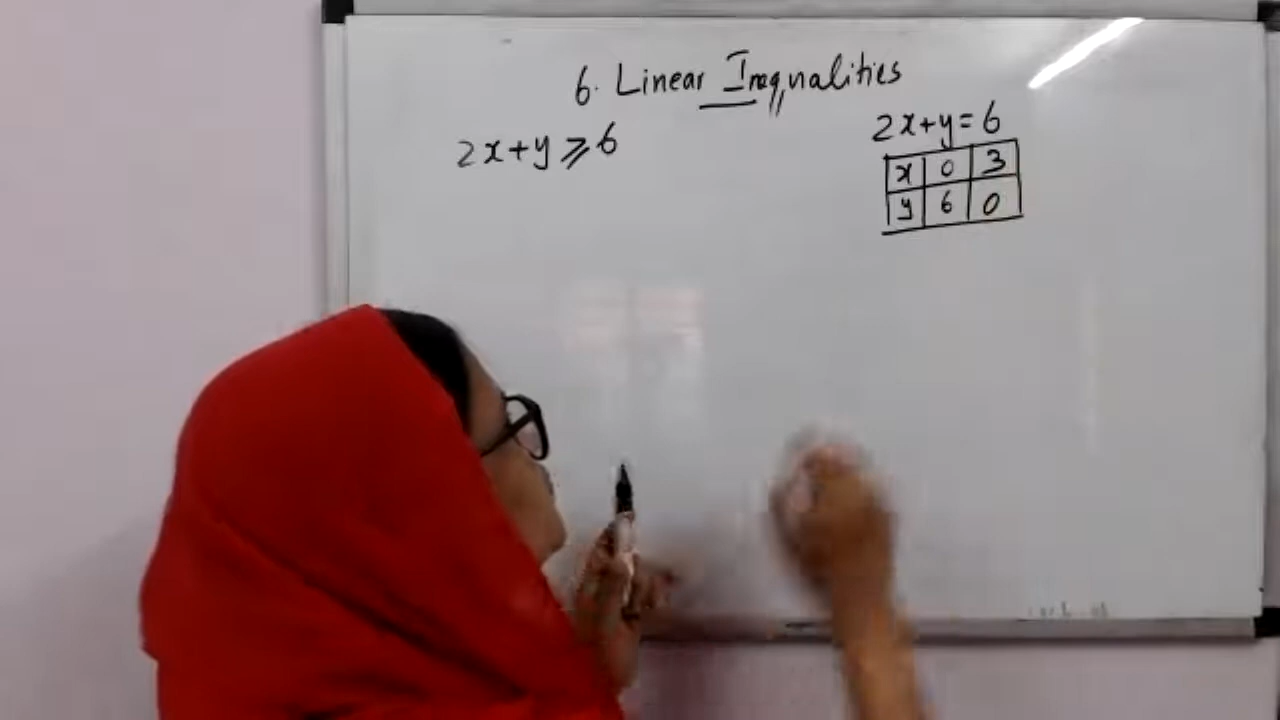 6. Linear Inequalities
2x+y ⩾ 6
2x+y=6
x 0 3
y 6 0